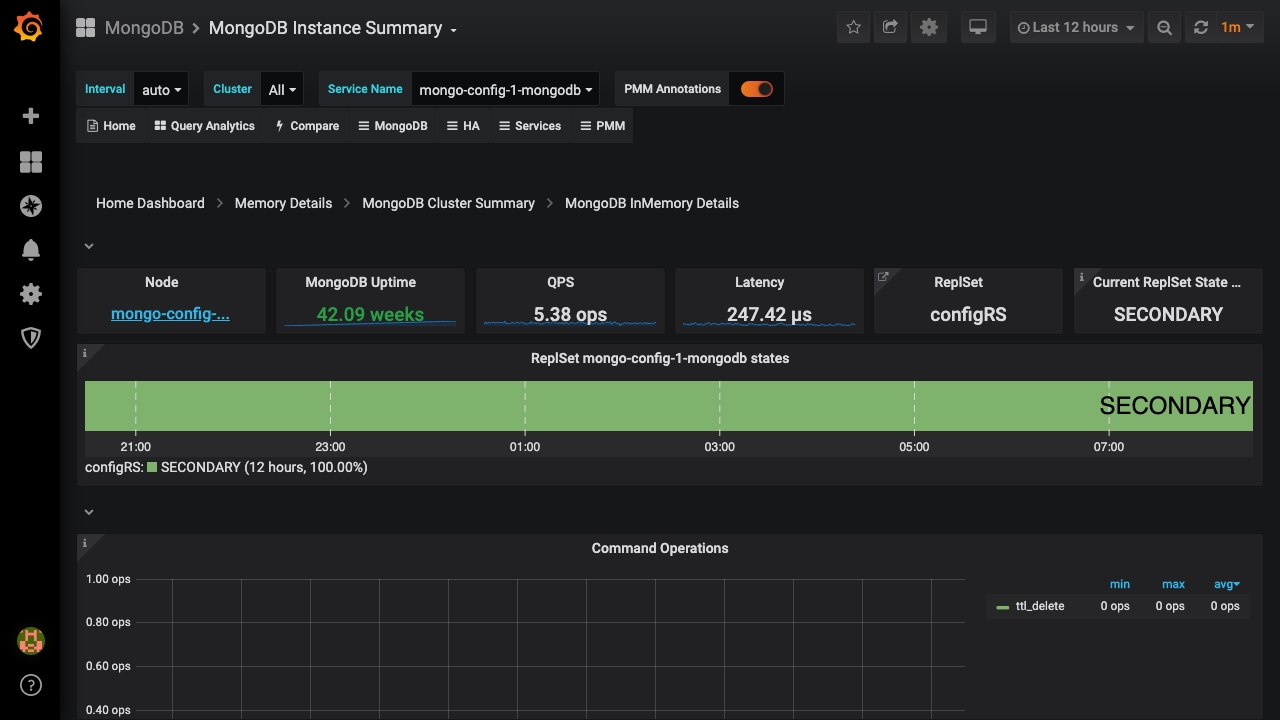 MongoDB > MongoDB Instance Summary
Last 12 hours
1m
Interval auto
Cluster All
Service Name mongo-config-1-mongodb
PMM Annotations
Home
Query Analytics
Compare
MongoDB
HA
Services
PMM
Home Dashboard > Memory Details > MongoDB Cluster Summary > MongoDB InMemory Details
Node
mongo-config-...
MongoDB Uptime
42.09 weeks
QPS
5.38 ops
Latency
247.42 µs
ReplSet
configRS
Current ReplSet State ...
SECONDARY
ReplSet mongo-config-1-mongodb states
SECONDARY
21:00 23:00 01:00 03:00 05:00 07:00
configRS: SECONDARY (12 hours, 100.00%)
Command Operations
1.00 ops
0.80 ops
0.60 ops
0.40 ops
min max avg
ttl_delete 0 ops 0 ops 0 ops